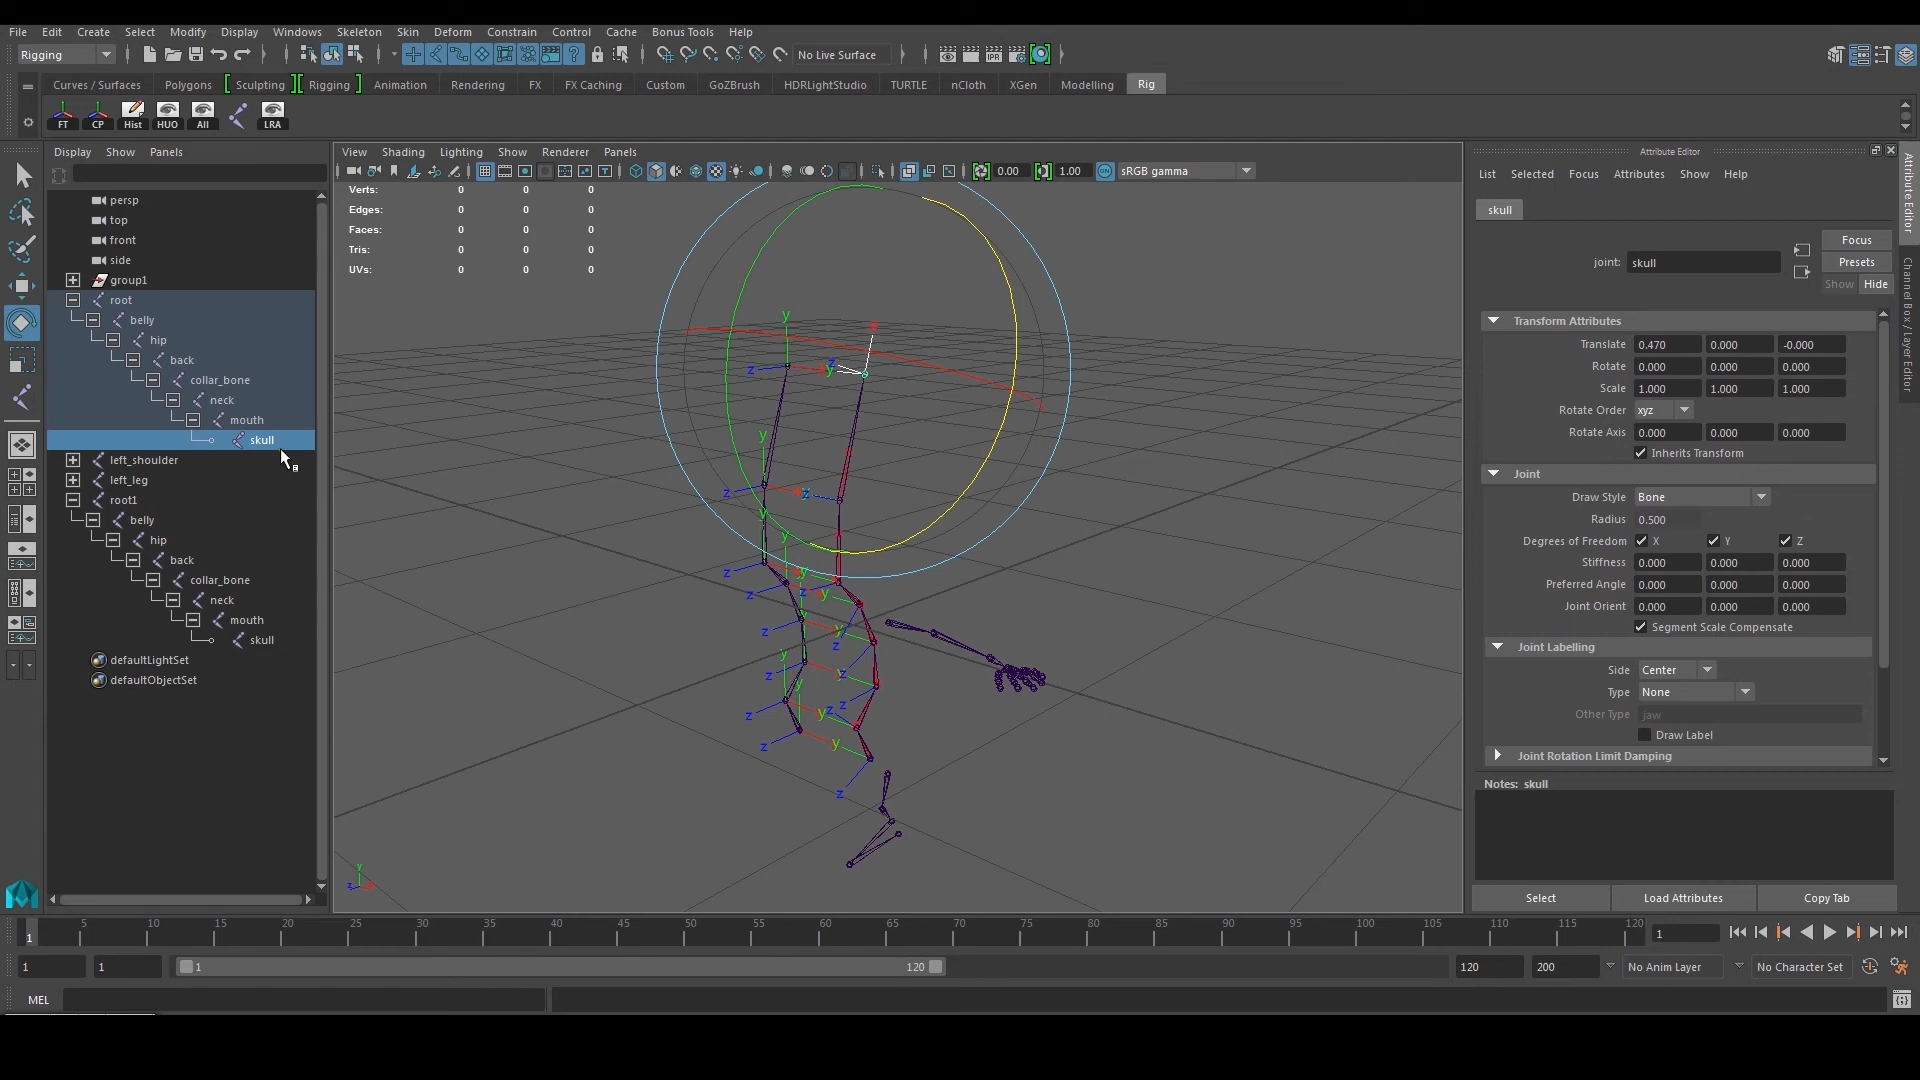 File Edit Create Select Modify Display Windows Skeleton Skin Deform Constrain Control Cache Bonus Tools Help
Rigging No Live Surface IPR
Curves / Surfaces Polygons Sculpting Rigging Animation Rendering FX FX Caching Custom GoZBrush HDRLightStudio TURTLE nCloth XGen Modelling Rig
FT CP Hist HUO All LRA
Display Show Panels
View Shading Lighting Show Renderer Panels
0.00 1.00 ON sRGB gamma
persp
top
front
side
group1
root
belly
hip
back
collar_bone
neck
mouth
skull
left_shoulder
left_leg
root1
belly
hip
back
collar_bone
neck
mouth
skull
defaultLightSet
defaultObjectSet
Verts: 0 0 0
Edges: 0 0 0
Faces: 0 0 0
Tris: 0 0 0
UVs: 0 0 0
Attribute Editor
List Selected Focus Attributes Show Help
skull
joint: skull
Focus
Presets
Show Hide
Transform Attributes
Translate 0.470 0.000 -0.000
Rotate 0.000 0.000 0.000
Scale 1.000 1.000 1.000
Rotate Order xyz
Rotate Axis 0.000 0.000 0.000
Inherits Transform
Joint
Draw Style Bone
Radius 0.500
Degrees of Freedom X Y Z
Stiffness 0.000 0.000 0.000
Preferred Angle 0.000 0.000 0.000
Joint Orient 0.000 0.000 0.000
Segment Scale Compensate
Joint Labelling
Side Center
Type None
Other Type jaw
Draw Label
Joint Rotation Limit Damping
Notes: skull
Select Load Attributes Copy Tab
Attribute Editor
Channel Box / Layer Editor
1 5 10 15 20 25 30 35 40 45 50 55 60 65 70 75 80 85 90 95 100 105 110 115 120 1
1 1 1 120 120 200 No Anim Layer No Character Set
MEL